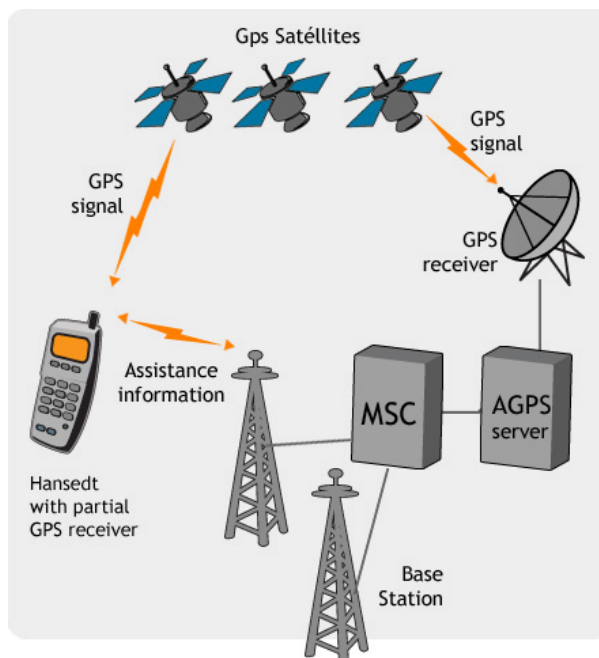 Gps Satéllites
GPS
signal
GPS
signal
GPS
receiver
Assistance
information
MSC
AGPS
server
Hansedt
with partial
GPS receiver
Base
Station